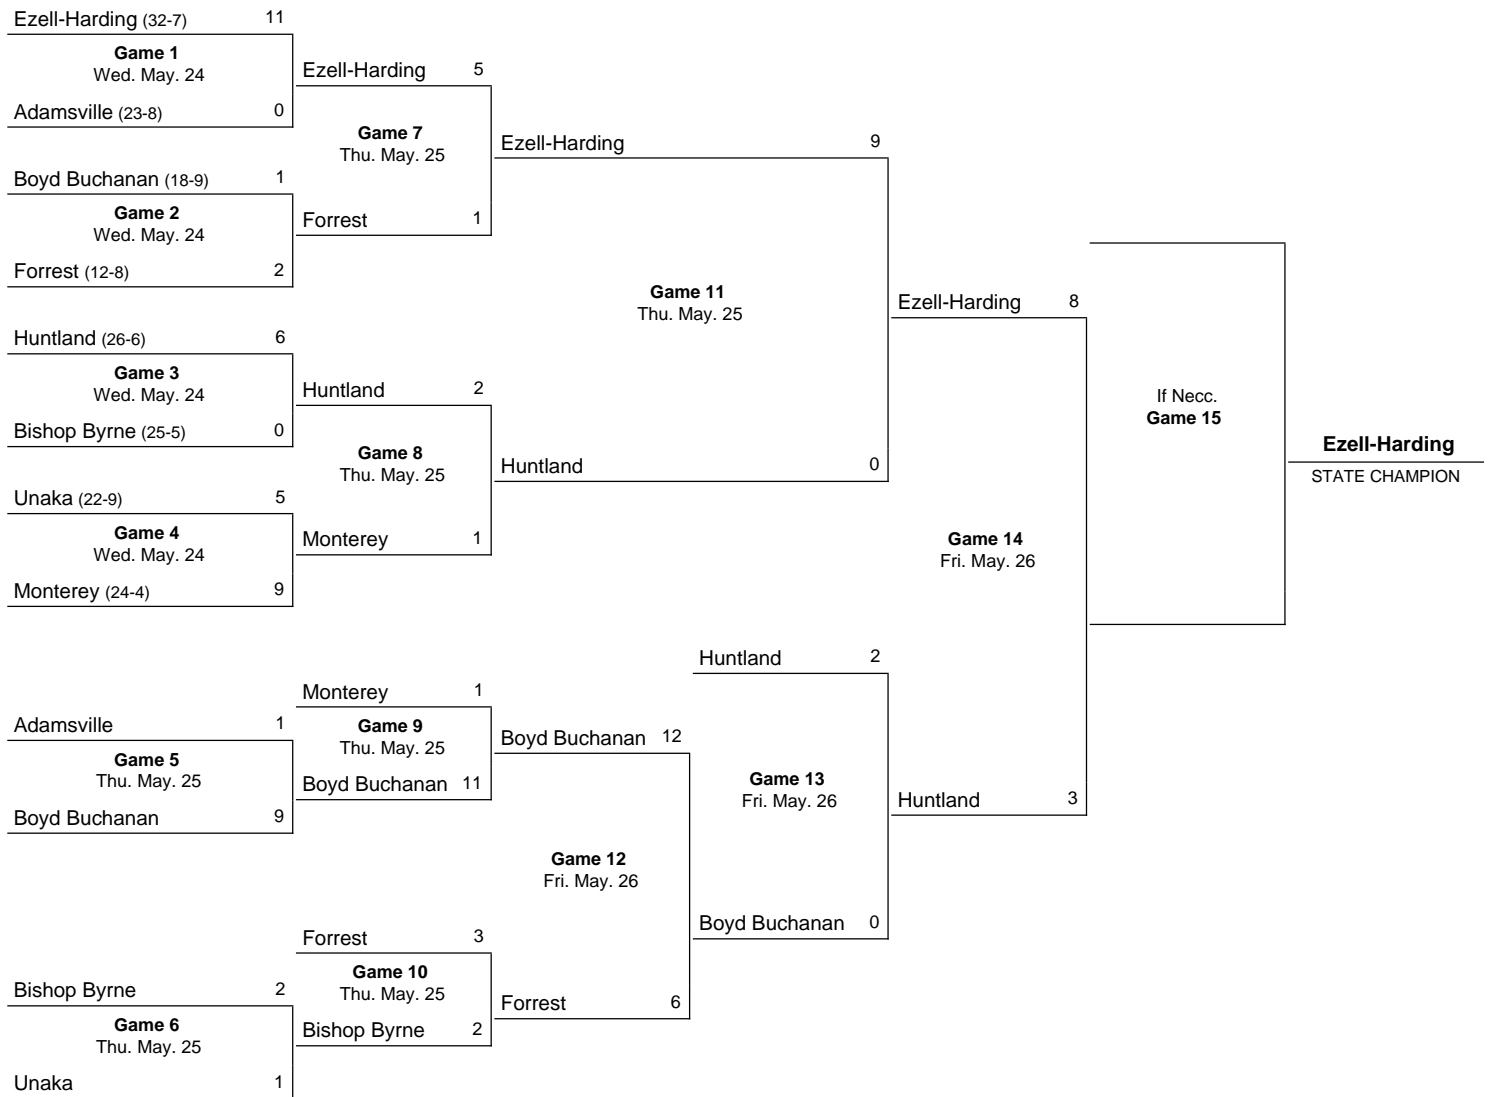 Ezell-Harding (32-7) 11
Game 1
Wed. May. 24
Adamsville (23-8) 0
Boyd Buchanan (18-9) 1
Game 2
Wed. May. 24
Forrest (12-8) 2
Huntland (26-6) 6
Game 3
Wed. May. 24
Bishop Byrne (25-5) 0
Unaka (22-9) 5
Game 4
Wed. May. 24
Monterey (24-4) 9
Adamsville 1
Game 5
Thu. May. 25
Boyd Buchanan 9
Bishop Byrne 2
Game 6
Thu. May. 25
Unaka 1
Ezell-Harding 5
Game 7
Thu. May. 25
Forrest 1
Huntland 2
Game 8
Thu. May. 25
Monterey 1
Monterey 1
Game 9
Thu. May. 25
Boyd Buchanan 11
Forrest 3
Game 10
Thu. May. 25
Bishop Byrne 2
Ezell-Harding 9
Game 11
Thu. May. 25
Huntland 0
Boyd Buchanan 12
Game 12
Fri. May. 26
Forrest 6
Huntland 2
Game 13
Fri. May. 26
Boyd Buchanan 0
Ezell-Harding 8
Game 14
Fri. May. 26
Huntland 3
If Necc.
Game 15
Ezell-Harding
STATE CHAMPION